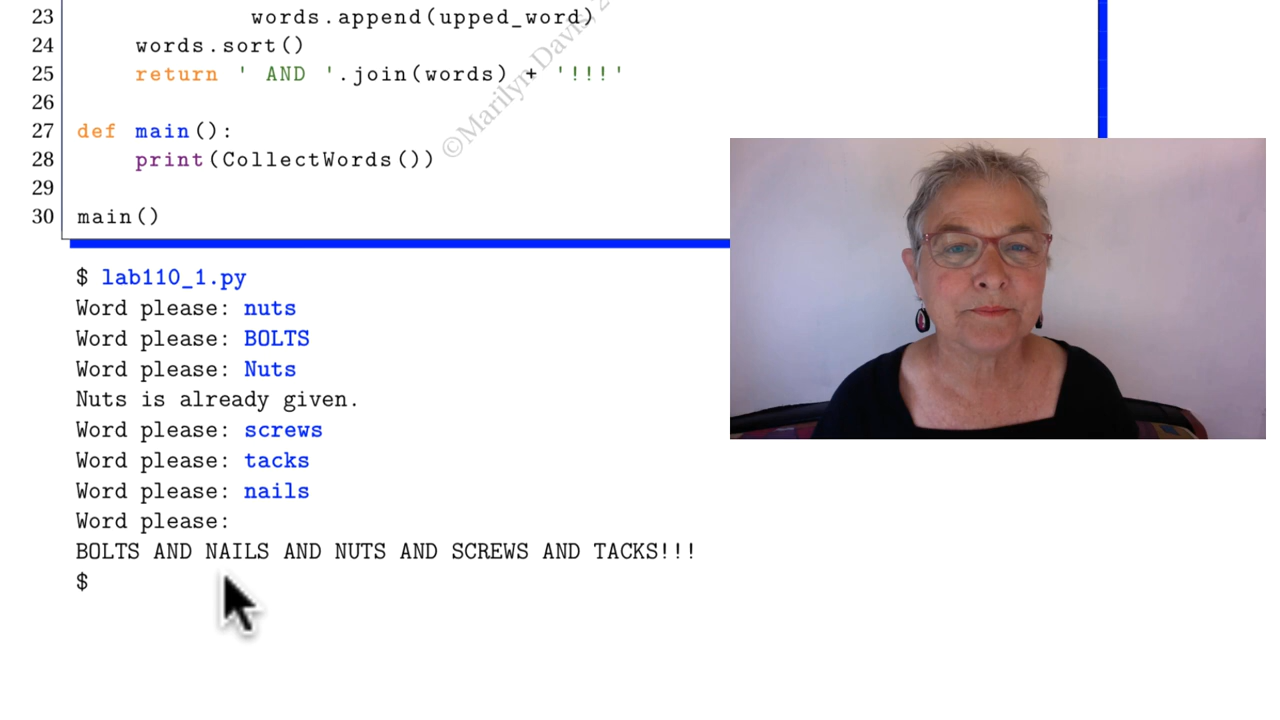 23 words.append(upped_word)
24 words.sort()
25 return ' AND '.join(words) + '!!!'
26
27 def main():
28 print(CollectWords())
29
30 main()
©Marilyn Davis, 2
$ lab110_1.py
Word please: nuts
Word please: BOLTS
Word please: Nuts
Nuts is already given.
Word please: screws
Word please: tacks
Word please: nails
Word please:
BOLTS AND NAILS AND NUTS AND SCREWS AND TACKS!!!
$